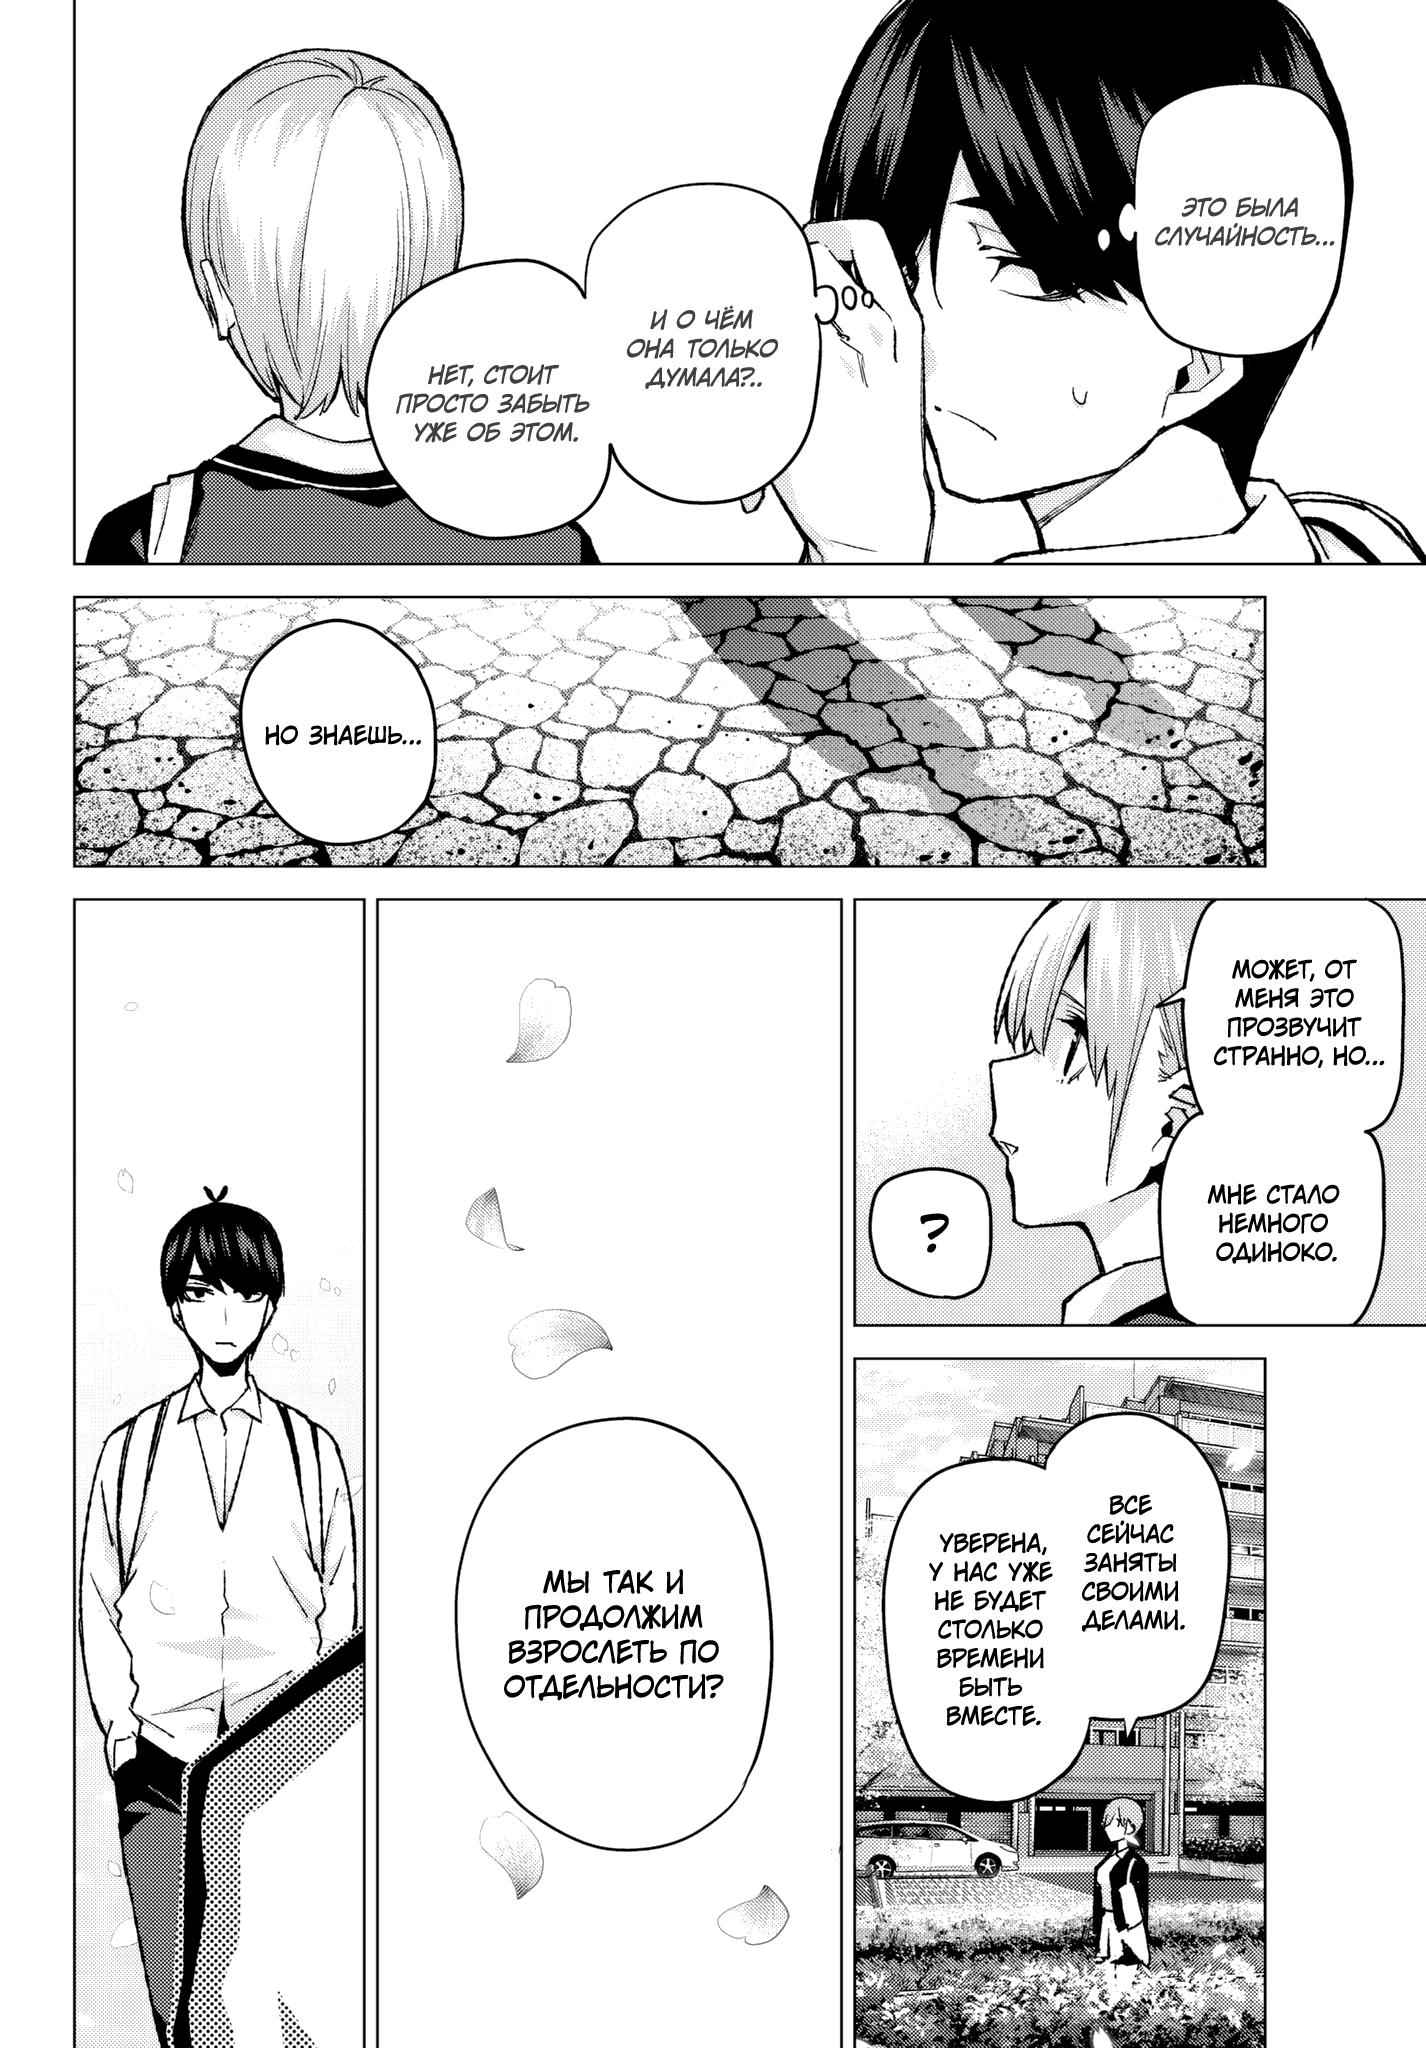 ЭТО БЫЛА
СЛУЧАЙНОСТЬ...
И О ЧЁМ
ОНА ТОЛЬКО
ДУМАЛА?..
НЕТ, СТОИТ
ПРОСТО ЗАБЫТЬ
УЖЕ ОБ ЭТОМ.
НО ЗНАЕШЬ...
МОЖЕТ, ОТ
МЕНЯ ЭТО
ПРОЗВУЧИТ
СТРАННО, НО...
МНЕ СТАЛО
НЕМНОГО
ОДИНОКО.
?
ВСЕ
СЕЙЧАС
ЗАНЯТЫ
СВОИМИ
ДЕЛАМИ.
УВЕРЕНА,
У НАС УЖЕ
НЕ БУДЕТ
СТОЛЬКО
ВРЕМЕНИ
БЫТЬ
ВМЕСТЕ.
МЫ ТАК И
ПРОДОЛЖИМ
ВЗРОСЛЕТЬ ПО
ОТДЕЛЬНОСТИ?